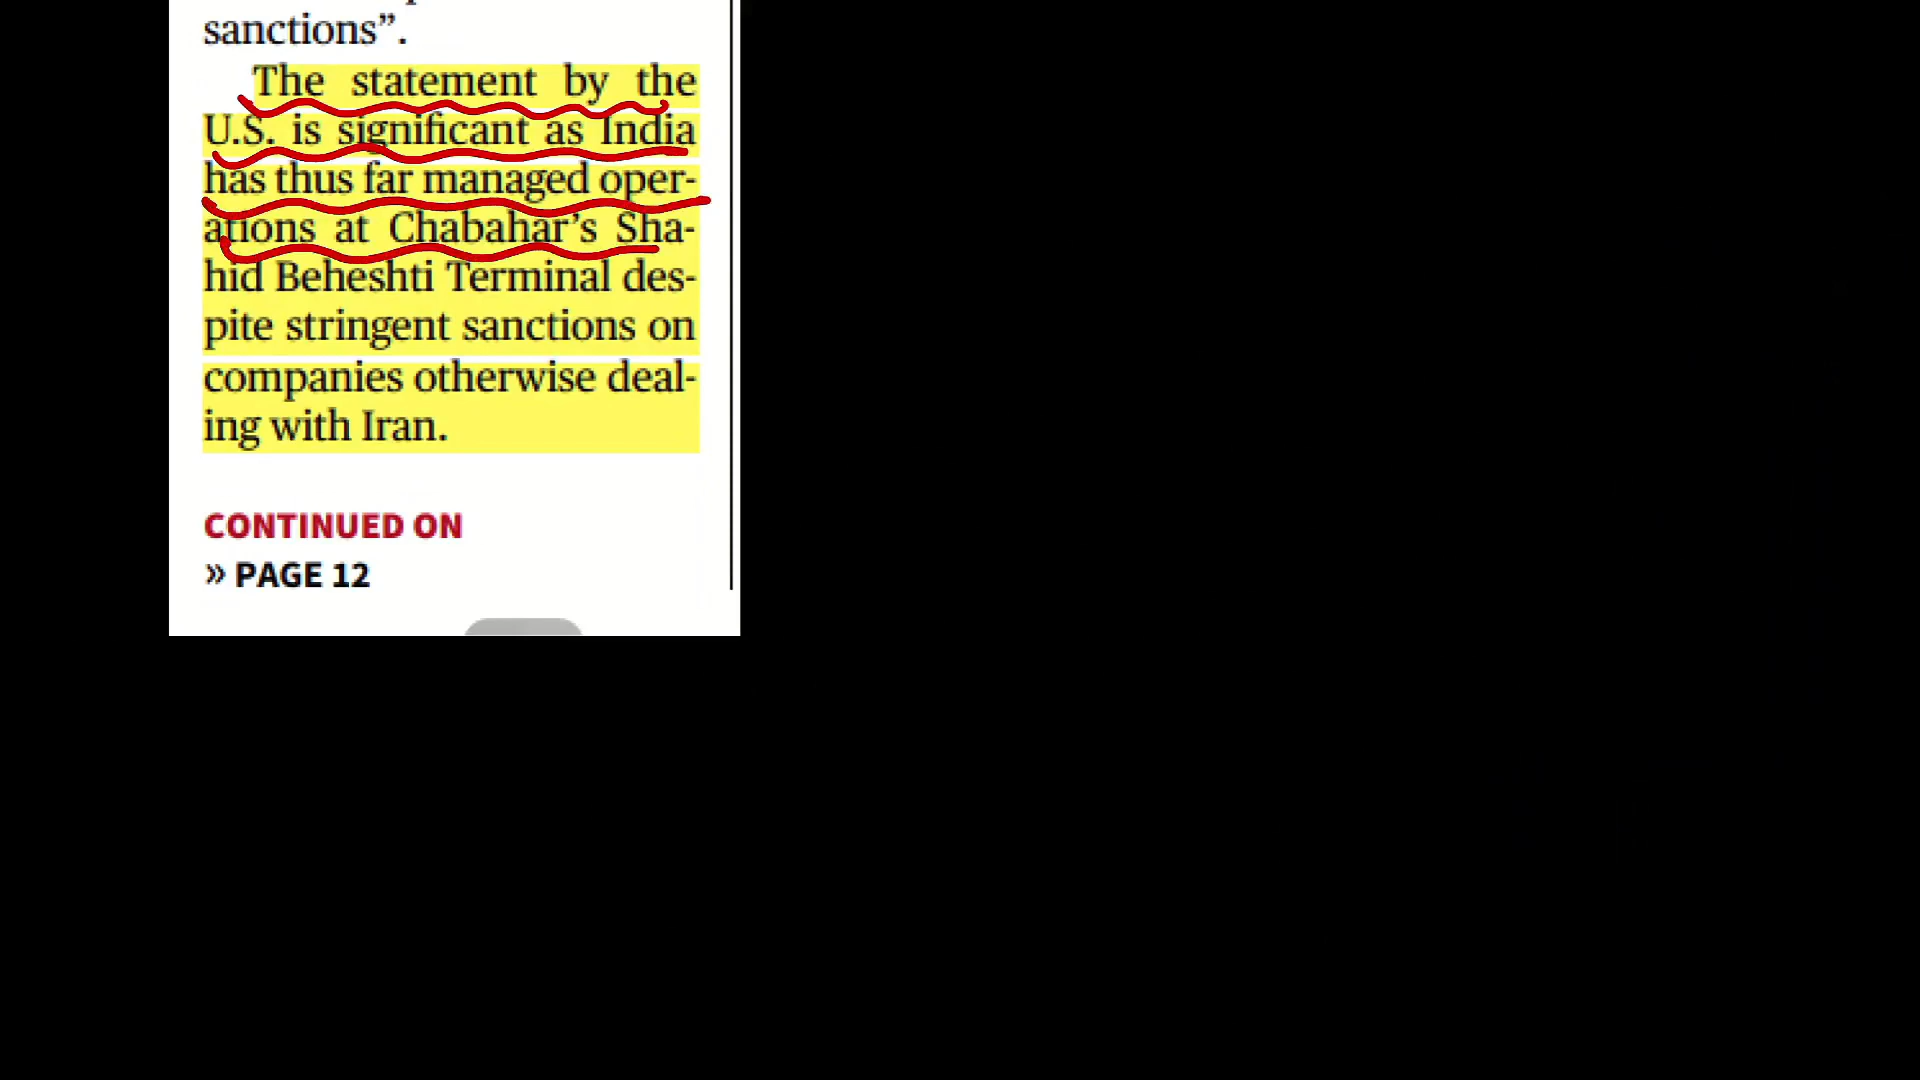 sanctions”.
The statement by the
U.S. is significant as India
has thus far managed oper-
ations at Chabahar’s Sha-
hid Beheshti Terminal des-
pite stringent sanctions on
companies otherwise deal-
ing with Iran.
CONTINUED ON
» PAGE 12